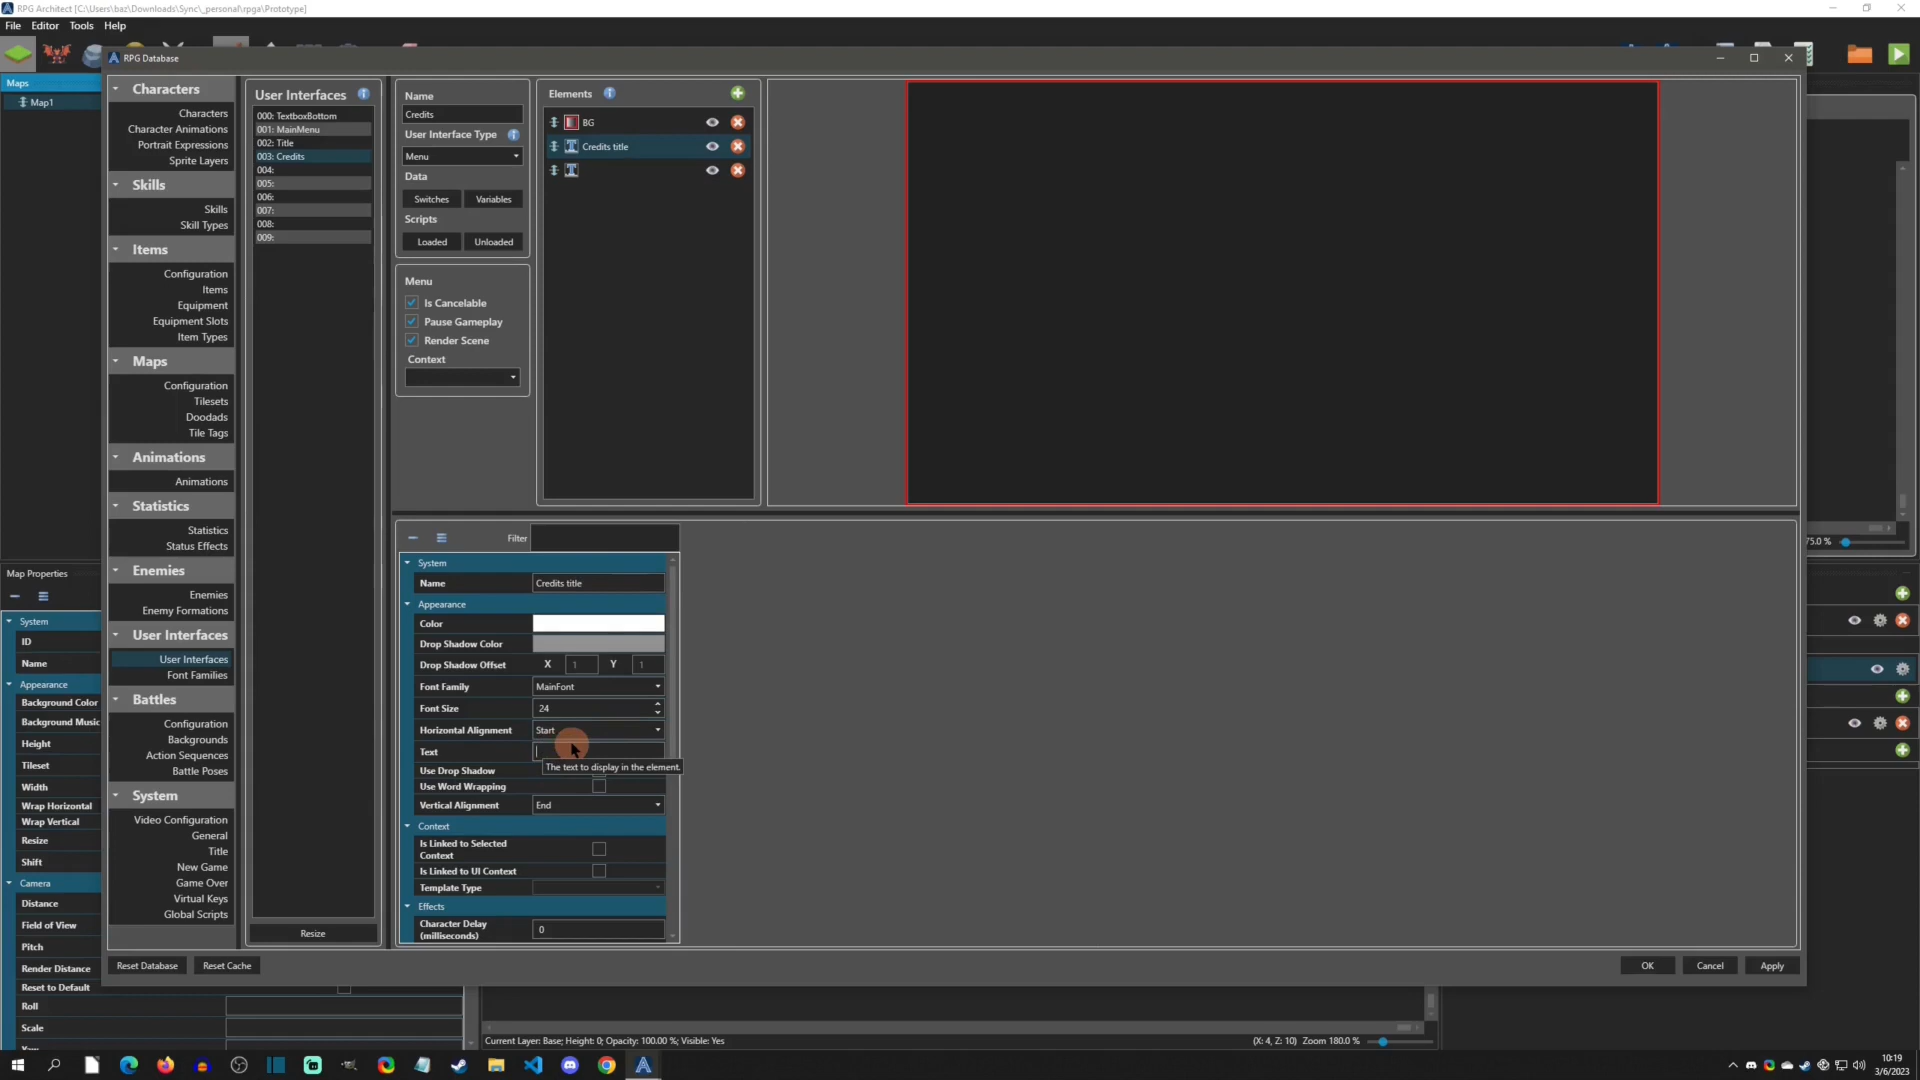 RPG Architect [C:\Users\baz\Downloads\Sync\_personal\rpga\Prototype]
File Editor Tools Help
RPG Database
Maps
Map1
Characters
Characters
Character Animations
Portrait Expressions
Sprite Layers
Skills
Skills
Skill Types
Items
Configuration
Items
Equipment
Equipment Slots
Item Types
Maps
Configuration
Tilesets
Doodads
Tile Tags
Animations
Animations
Statistics
Statistics
Status Effects
Enemies
Enemies
Enemy Formations
User Interfaces
User Interfaces
Font Families
Battles
Configuration
Backgrounds
Action Sequences
Battle Poses
System
Video Configuration
General
Title
New Game
Game Over
Virtual Keys
Global Scripts
User Interfaces
000: TextboxBottom
001: MainMenu
002: Title
003: Credits
004:
005:
006:
007:
008:
009:
Resize
Name
Credits
User Interface Type
Menu
Data
Switches Variables
Scripts
Loaded Unloaded
Menu
Is Cancelable
Pause Gameplay
Render Scene
Context
Elements
BG
Credits title
Filter
System
Name Credits title
Appearance
Color
Drop Shadow Color
Drop Shadow Offset X 1 Y 1
Font Family MainFont
Font Size 24
Horizontal Alignment Start
Text
The text to display in the element.
Use Drop Shadow
Use Word Wrapping
Vertical Alignment End
Context
Is Linked to Selected
Context
Is Linked to UI Context
Template Type
Effects
Character Delay
(milliseconds) 0
Reset Database Reset Cache OK Cancel Apply
75.0 %
Map Properties
System
ID
Name
Appearance
Background Color
Background Music
Height
Tileset
Width
Wrap Horizontal
Wrap Vertical
Resize
Shift
Camera
Distance
Field of View
Pitch
Render Distance
Reset to Default
Roll
Scale
Current Layer: Base; Height: 0; Opacity: 100.00 %; Visible: Yes
(X: 4, Z: 10) Zoom 180.0 %
10:19
3/6/2023